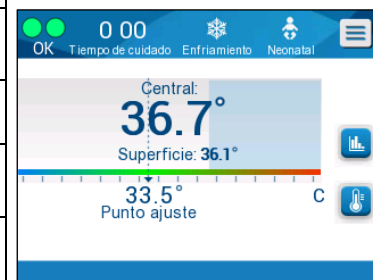 0 00
OK Tiempo de cuidado Enfriamiento Neonatal
Central:
36.7°
Superficie: 36.1°
33.5° C
Punto ajuste